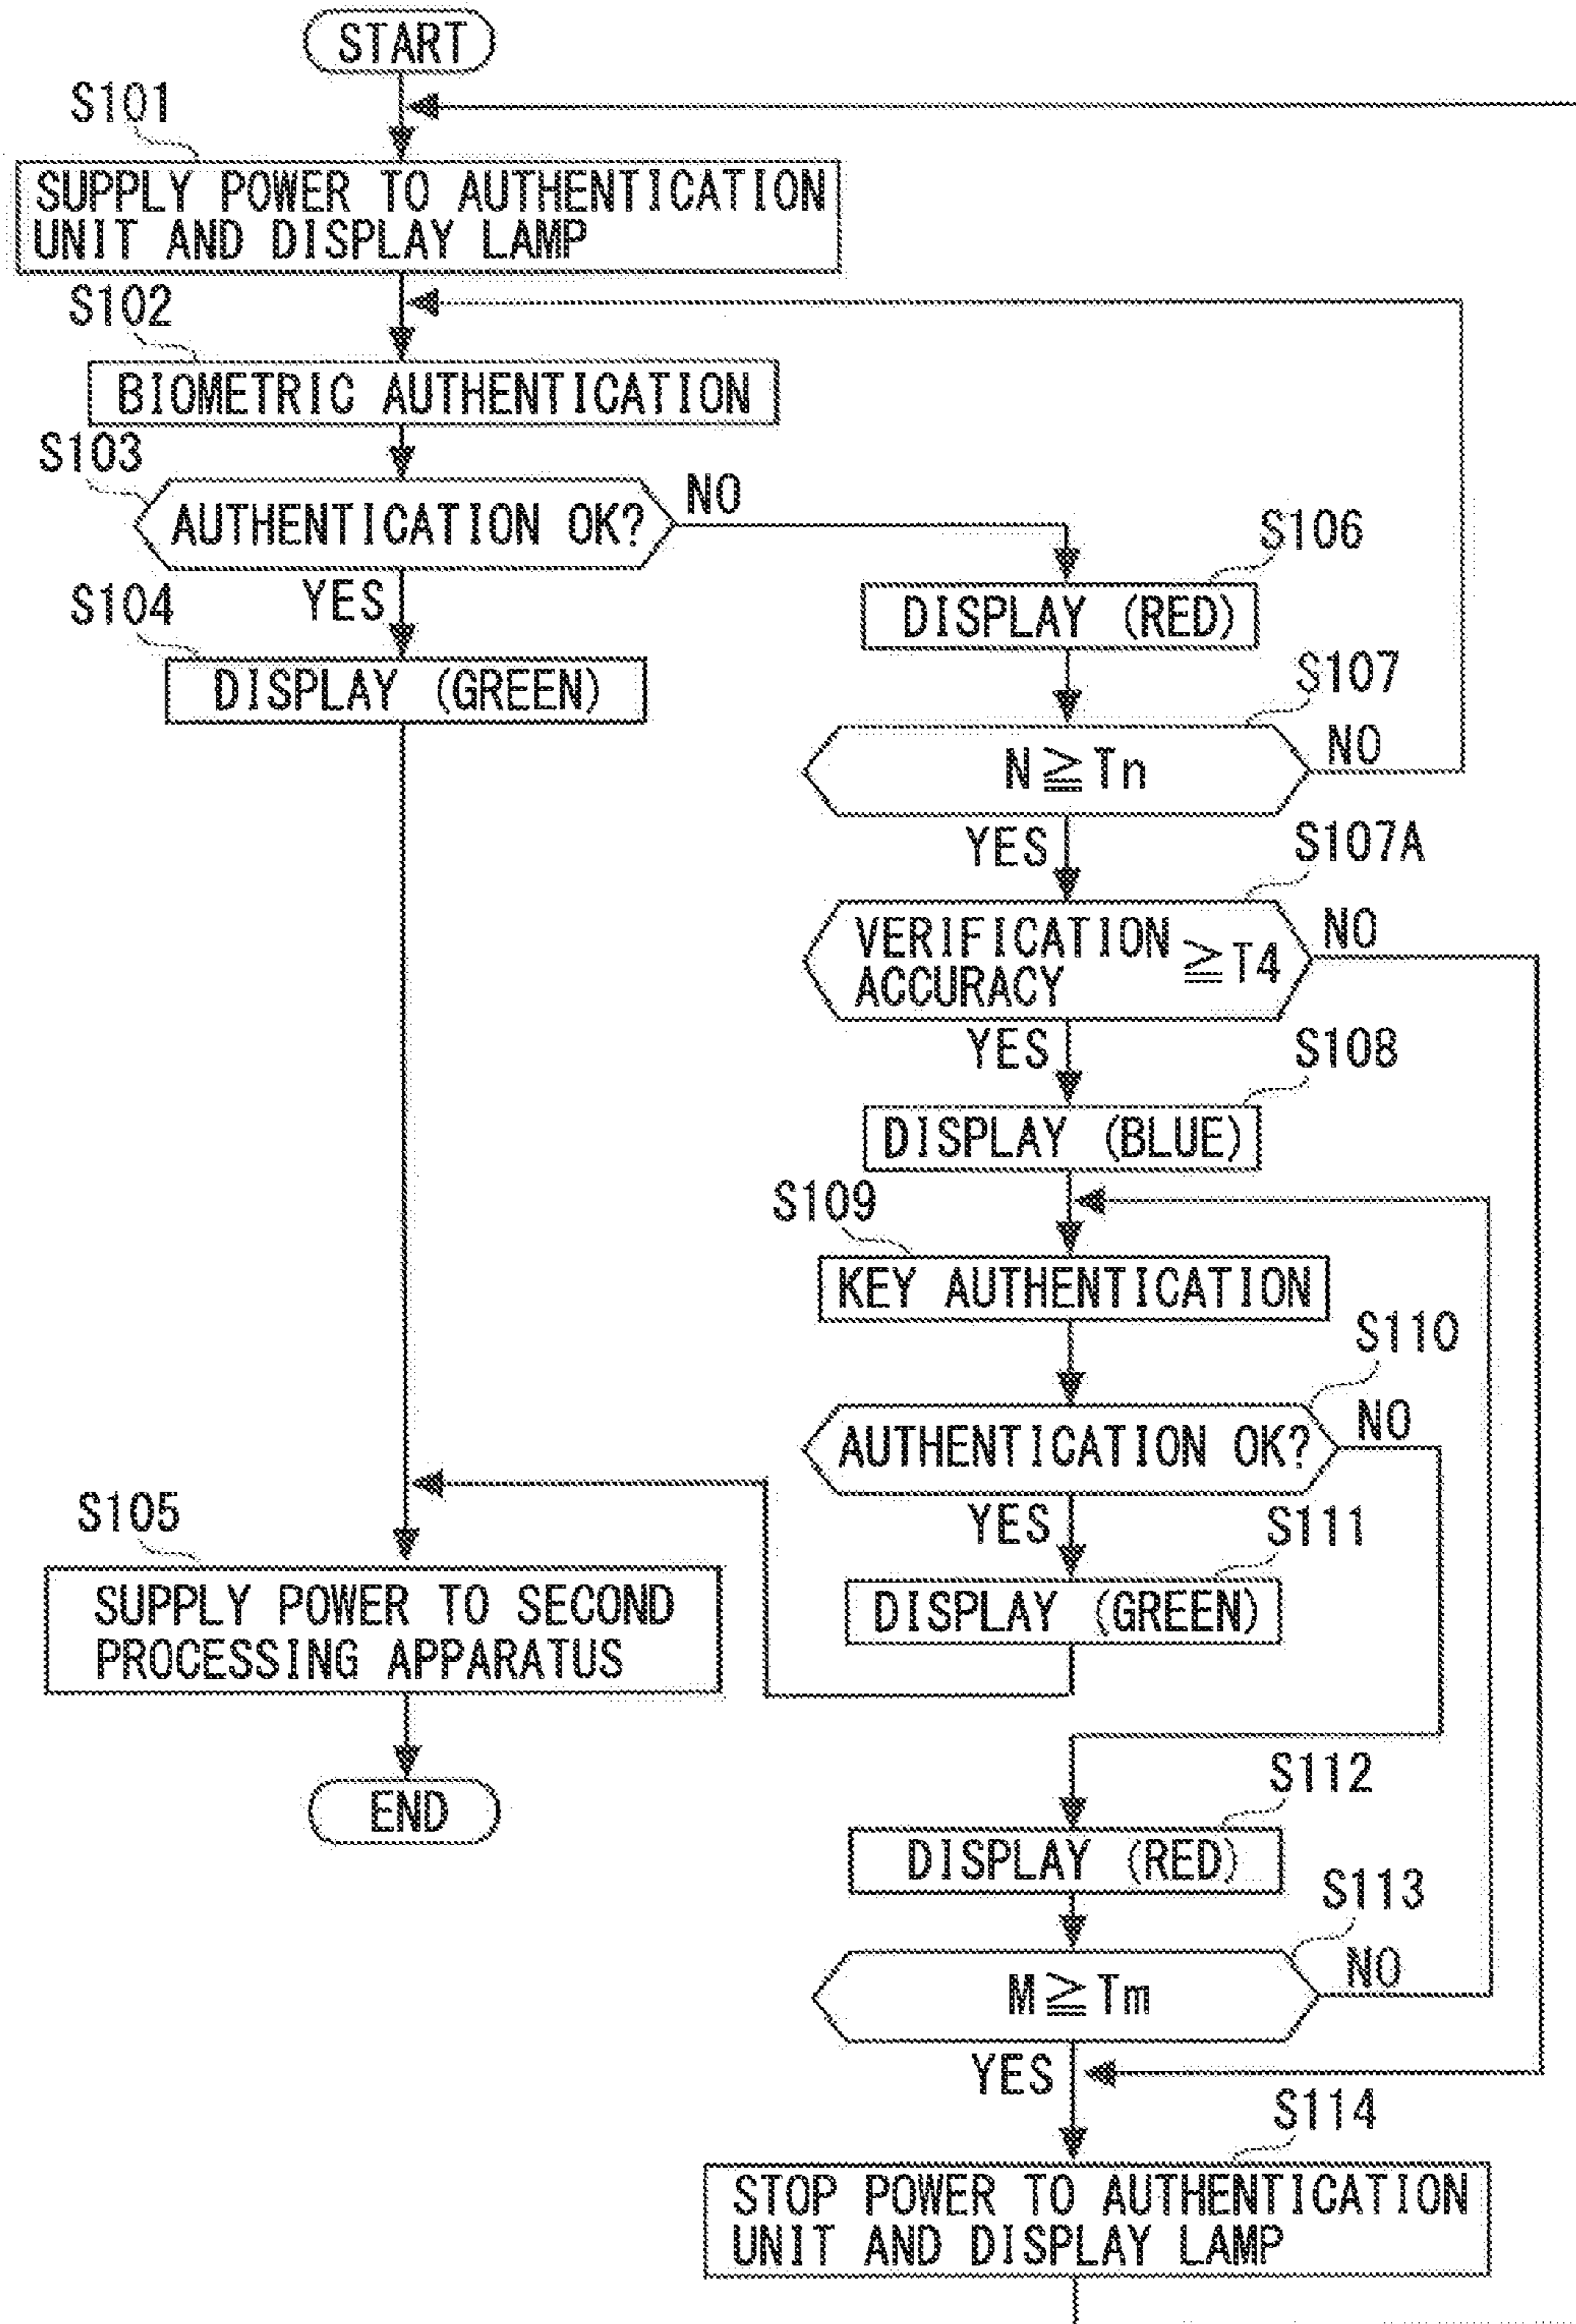 START
S101
SUPPLY POWER TO AUTHENTICATION
UNIT AND DISPLAY LAMP
S102
BIOMETRIC AUTHENTICATION
S103
AUTHENTICATION OK?
NO
YES
S104
DISPLAY (GREEN)
S106
DISPLAY (RED)
S107
N≧Tn
NO
YES
S107A
VERIFICATION
ACCURACY ≧T4
NO
YES
S108
DISPLAY (BLUE)
S109
KEY AUTHENTICATION
S110
AUTHENTICATION OK?
NO
YES
S111
DISPLAY (GREEN)
S105
SUPPLY POWER TO SECOND
PROCESSING APPARATUS
END
S112
DISPLAY (RED)
S113
M≧Tm
NO
YES
S114
STOP POWER TO AUTHENTICATION
UNIT AND DISPLAY LAMP